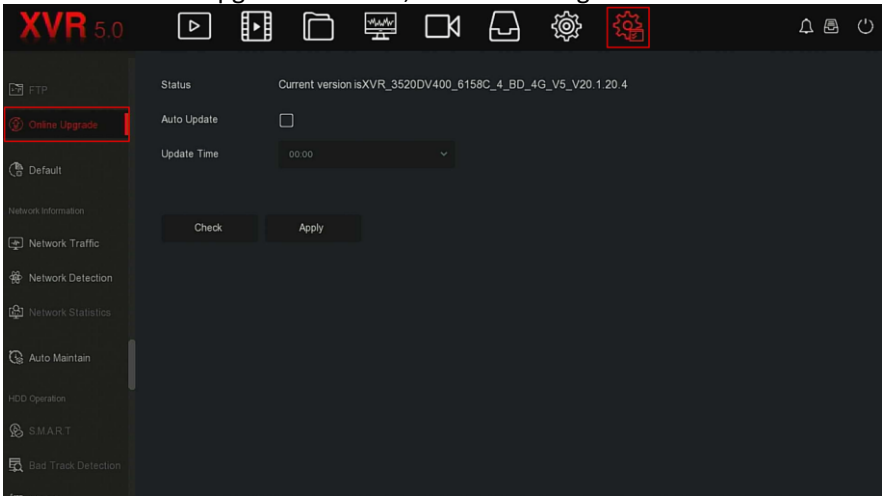 XVR 5.0
FTP
Online Upgrade
Default
Network Information
Network Traffic
Network Detection
Network Statistics
Auto Maintain
HDD Operation
S.M.A.R.T
Bad Track Detection
Status Current version isXVR_3520DV400_6158C_4_BD_4G_V5_V20.1.20.4
Auto Update
Update Time 00:00
Check Apply